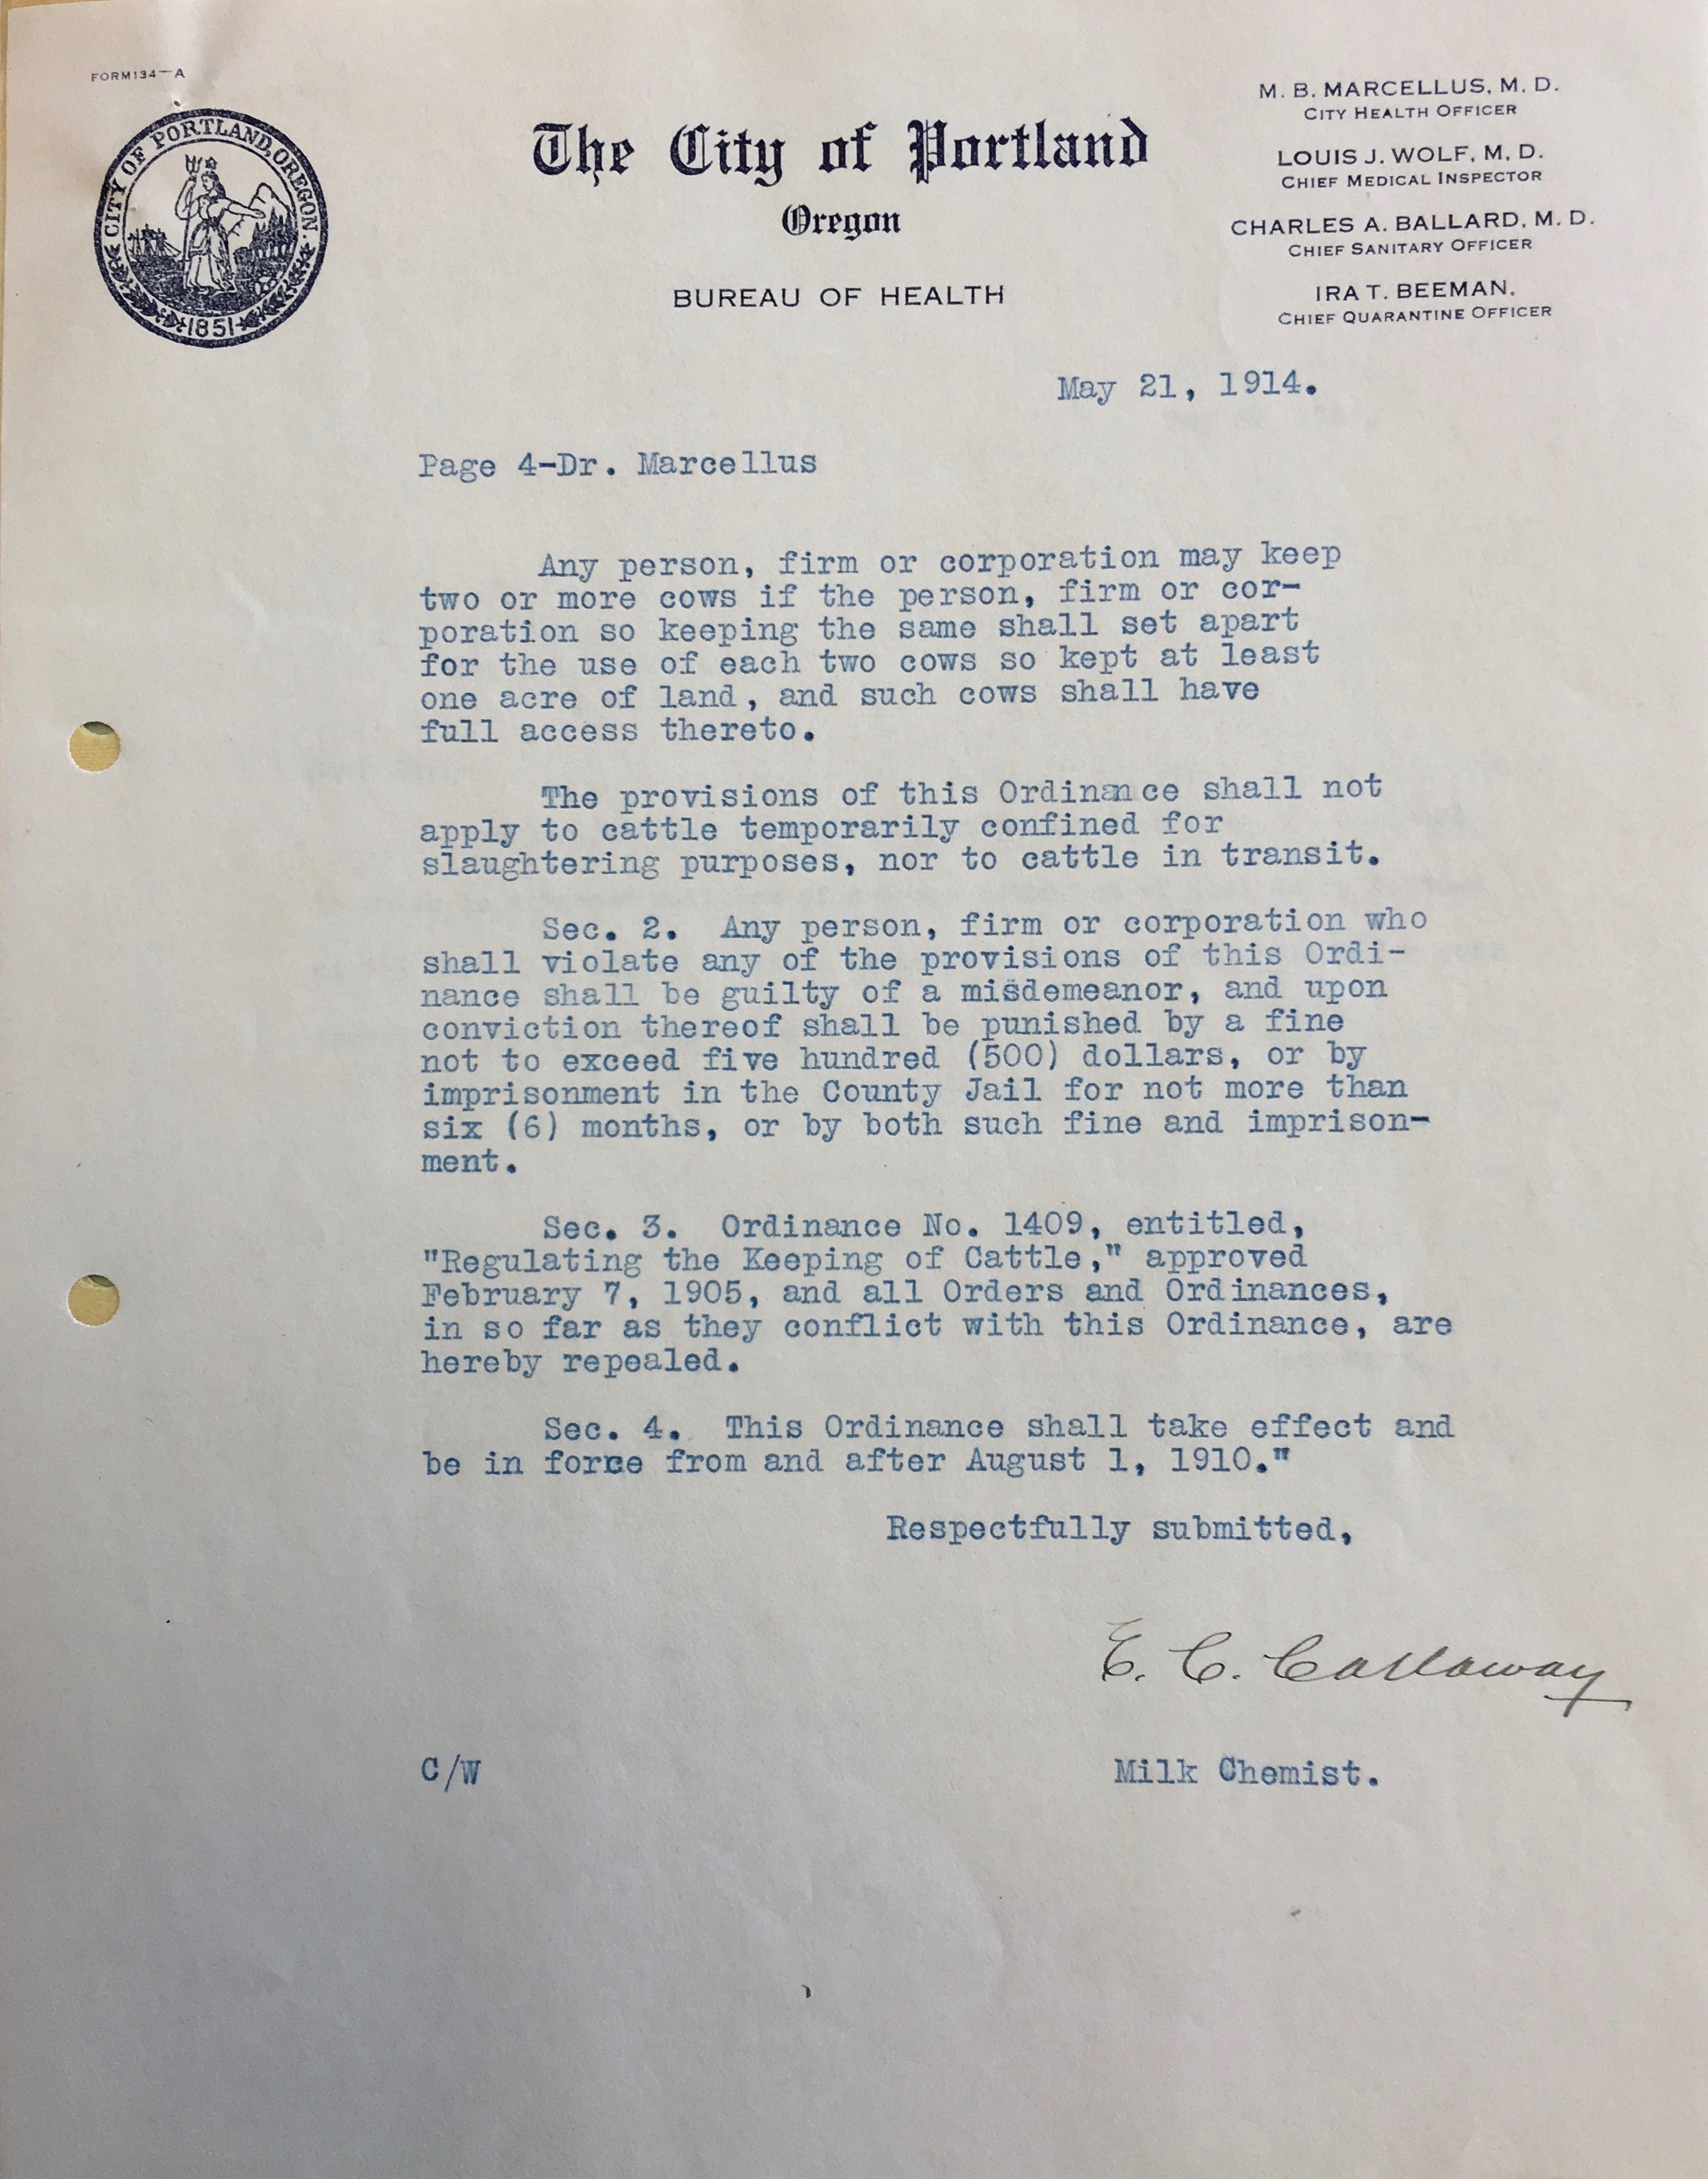 FORM134-A
CITY OF PORTLAND, OREGON.
1851
The City of Portland
Oregon
BUREAU OF HEALTH
M. B. MARCELLUS, M. D.
CITY HEALTH OFFICER
LOUIS J. WOLF, M. D.
CHIEF MEDICAL INSPECTOR
CHARLES A. BALLARD, M. D.
CHIEF SANITARY OFFICER
IRA T. BEEMAN,
CHIEF QUARANTINE OFFICER
May 21, 1914.
Page 4-Dr. Marcellus
Any person, firm or corporation may keep
two or more cows if the person, firm or cor-
poration so keeping the same shall set apart
for the use of each two cows so kept at least
one acre of land, and such cows shall have
full access thereto.
The provisions of this Ordinance shall not
apply to cattle temporarily confined for
slaughtering purposes, nor to cattle in transit.
Sec. 2. Any person, firm or corporation who
shall violate any of the provisions of this Ordi-
nance shall be guilty of a misdemeanor, and upon
conviction thereof shall be punished by a fine
not to exceed five hundred (500) dollars, or by
imprisonment in the County Jail for not more than
six (6) months, or by both such fine and imprison-
ment.
Sec. 3. Ordinance No. 1409, entitled,
"Regulating the Keeping of Cattle," approved
February 7, 1905, and all Orders and Ordinances,
in so far as they conflict with this Ordinance, are
hereby repealed.
Sec. 4. This Ordinance shall take effect and
be in force from and after August 1, 1910."
Respectfully submitted,
E. C. Callaway
C/W
Milk Chemist.